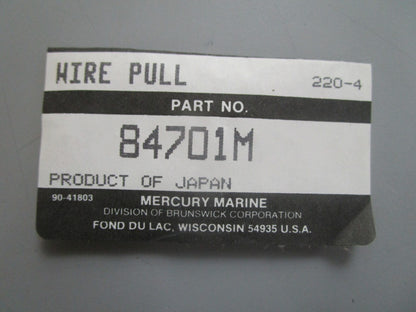 WIRE PULL 220-4
PART NO.
84701M
PRODUCT OF JAPAN
90-41803 MERCURY MARINE
DIVISION OF BRUNSWICK CORPORATION
FOND DU LAC, WISCONSIN 54935 U.S.A.